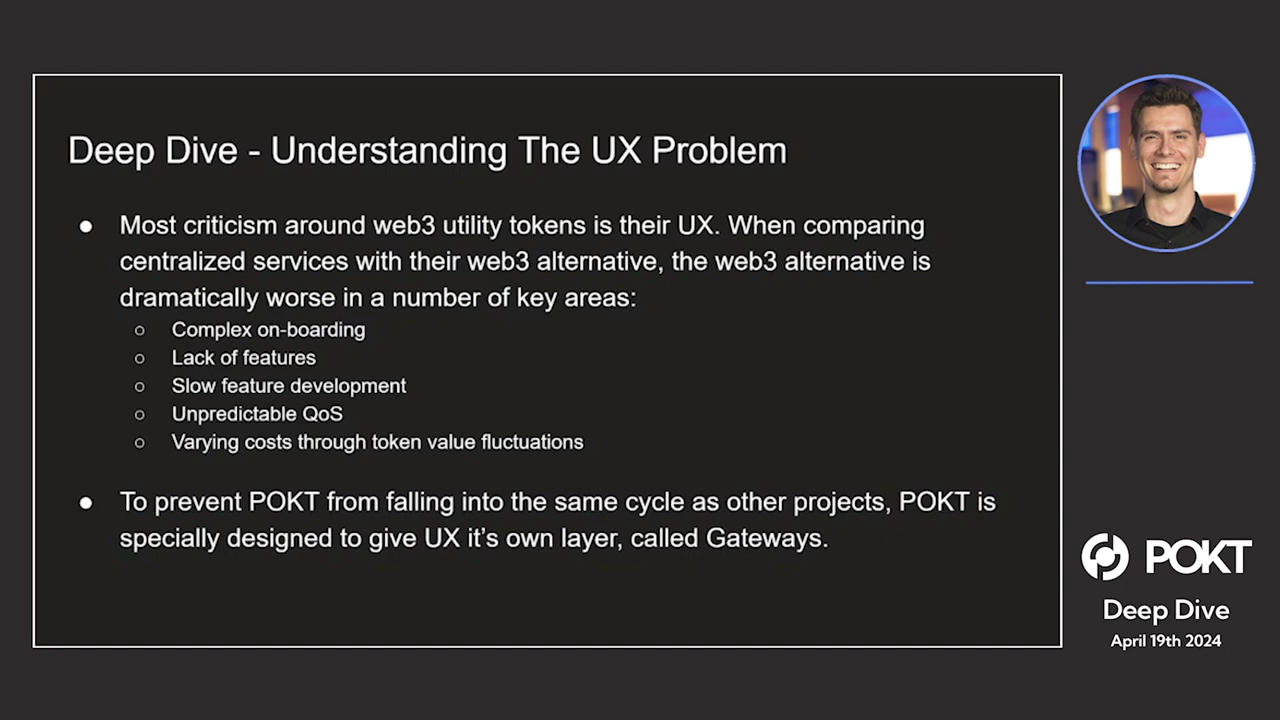 Deep Dive - Understanding The UX Problem
● Most criticism around web3 utility tokens is their UX. When comparing
centralized services with their web3 alternative, the web3 alternative is
dramatically worse in a number of key areas:
○ Complex on-boarding
○ Lack of features
○ Slow feature development
○ Unpredictable QoS
○ Varying costs through token value fluctuations
● To prevent POKT from falling into the same cycle as other projects, POKT is
specially designed to give UX it’s own layer, called Gateways.
POKT
Deep Dive
April 19th 2024